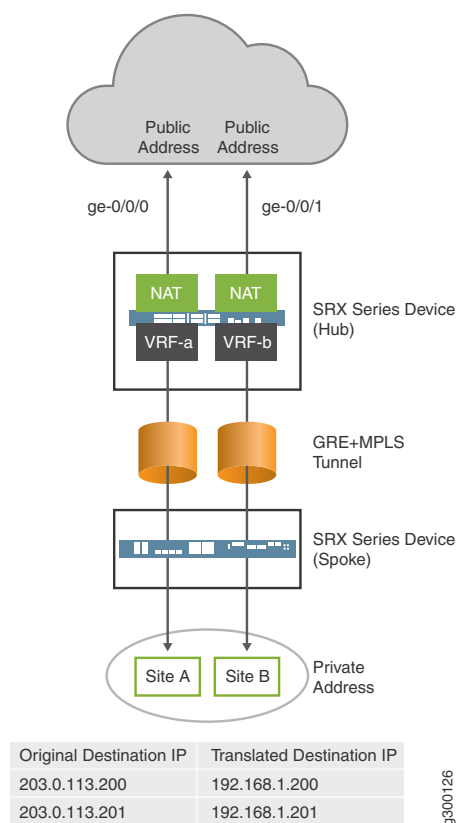 Public Address
Public Address
ge-0/0/0
ge-0/0/1
NAT
NAT
VRF-a
VRF-b
SRX Series Device
(Hub)
GRE+MPLS
Tunnel
SRX Series Device
(Spoke)
Site A
Site B
Private
Address
Original Destination IP
Translated Destination IP
203.0.113.200
192.168.1.200
203.0.113.201
192.168.1.201
g300126